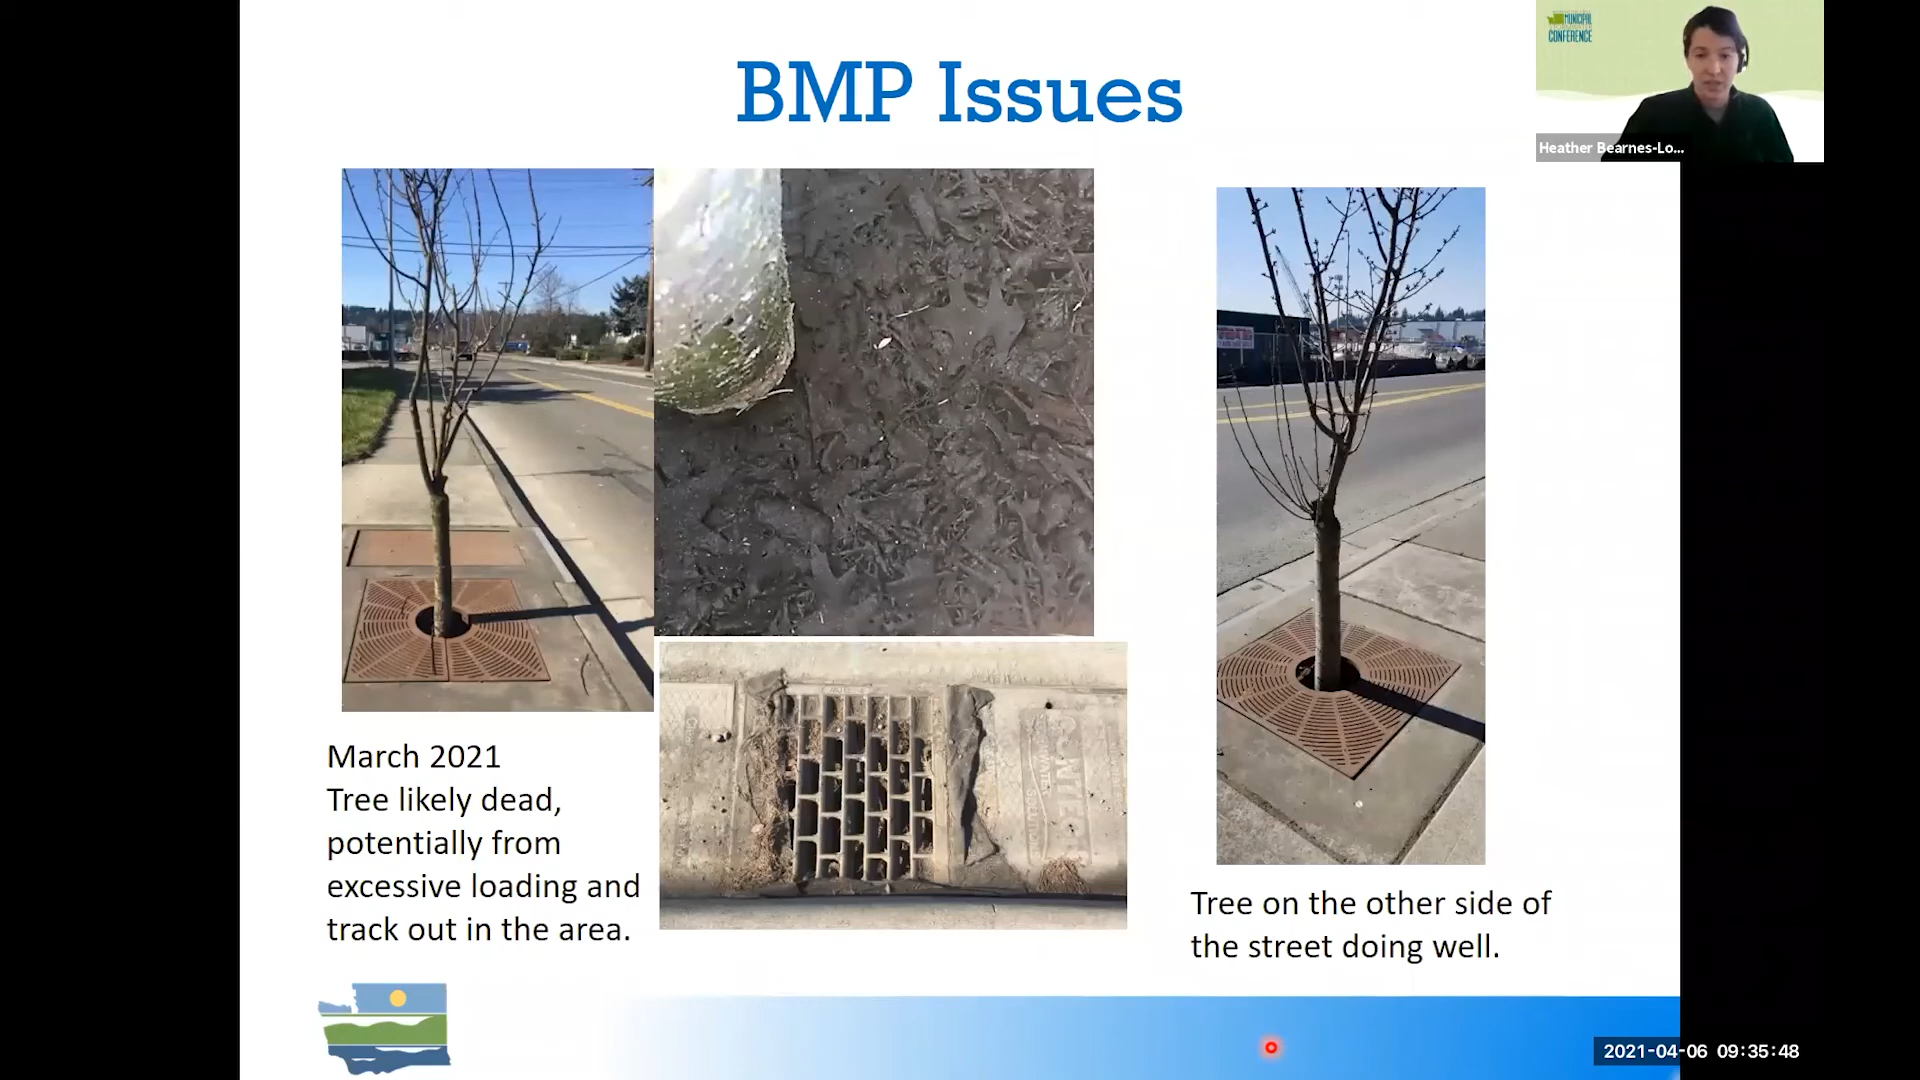 BMP Issues
MUNICIPAL
CONFERENCE
Heather Bearnes-Lo...
March 2021
Tree likely dead,
potentially from
excessive loading and
track out in the area.
Tree on the other side of
the street doing well.
2021-04-06 09:35:48